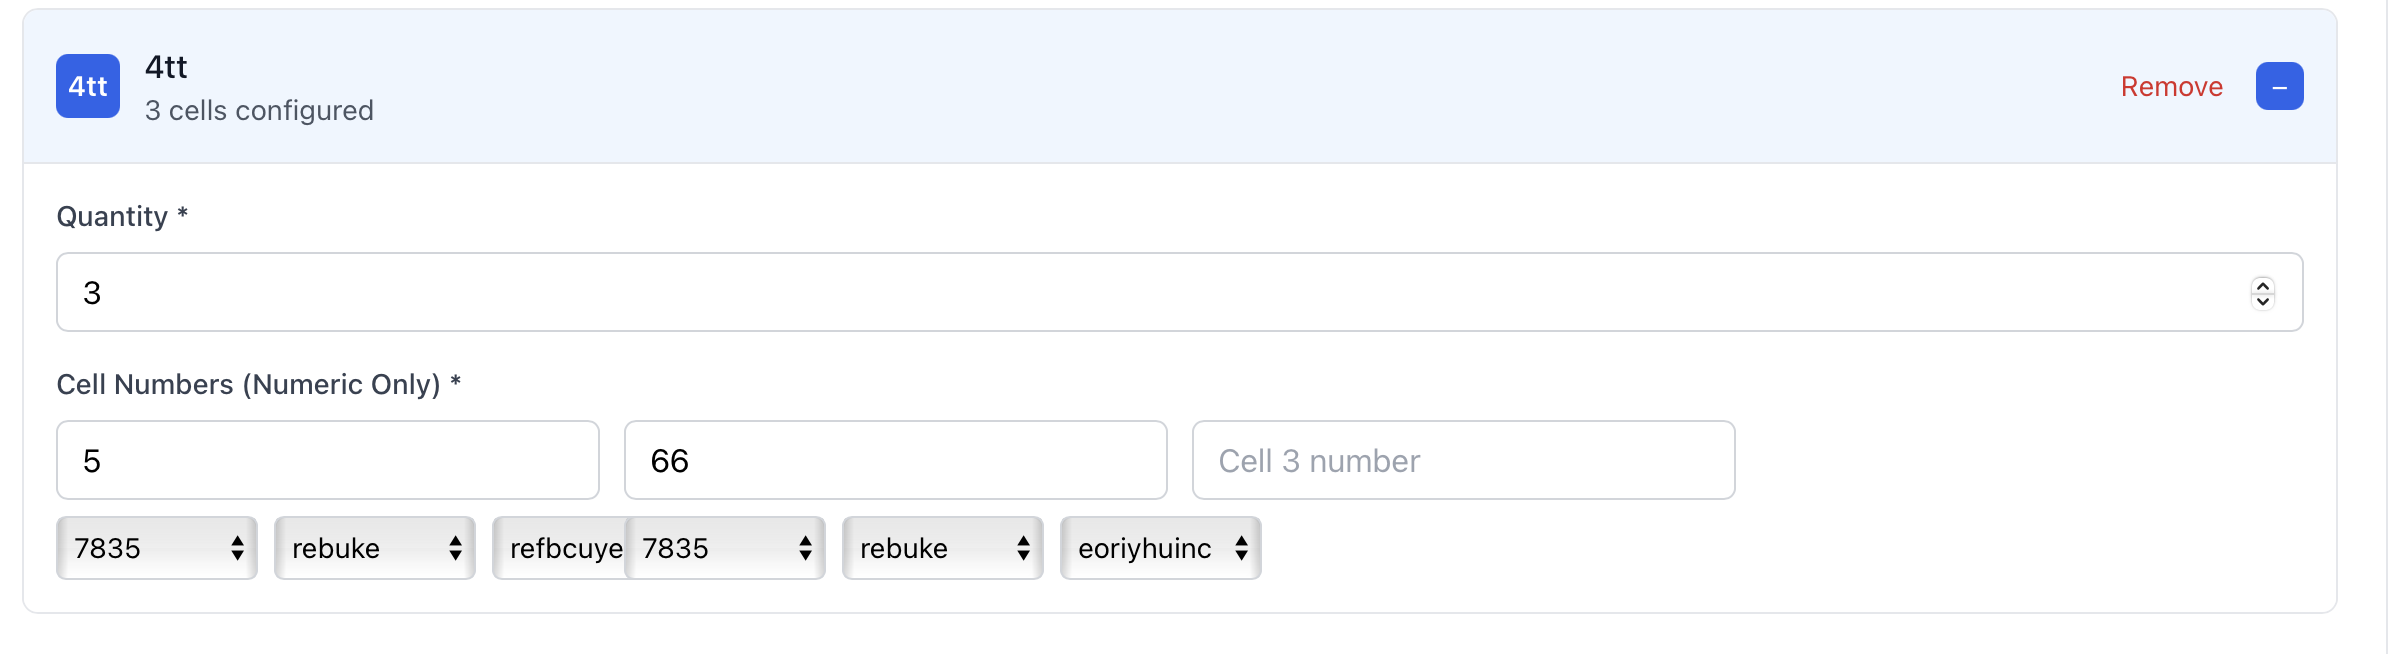 4tt
4tt
3 cells configured
Remove
–
Quantity *
3
Cell Numbers (Numeric Only) *
5
66
Cell 3 number
7835
rebuke
refbcuye
7835
rebuke
eoriyhuinc